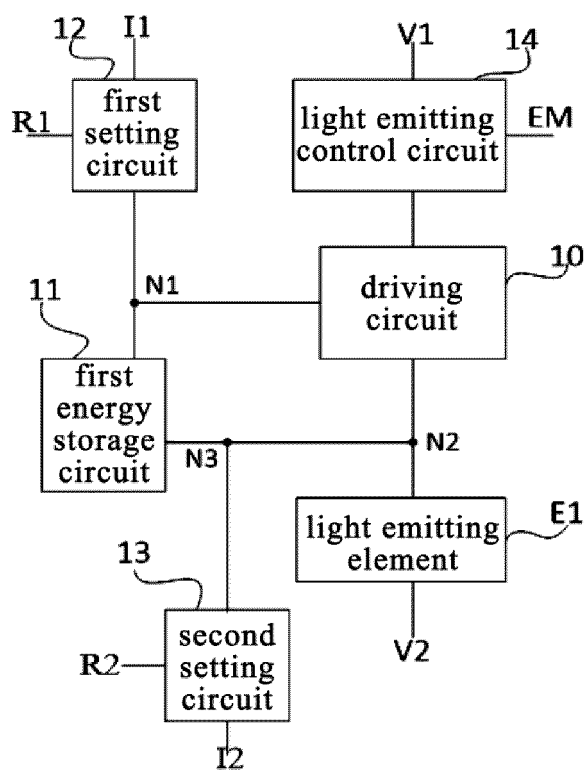 I1
12
first
setting
circuit
R1
V1
14
light emitting
control circuit
EM
10
N1
driving
circuit
11
first
energy
storage
circuit
N3
N2
E1
light emitting
element
13
V2
second
setting
circuit
R2
I2